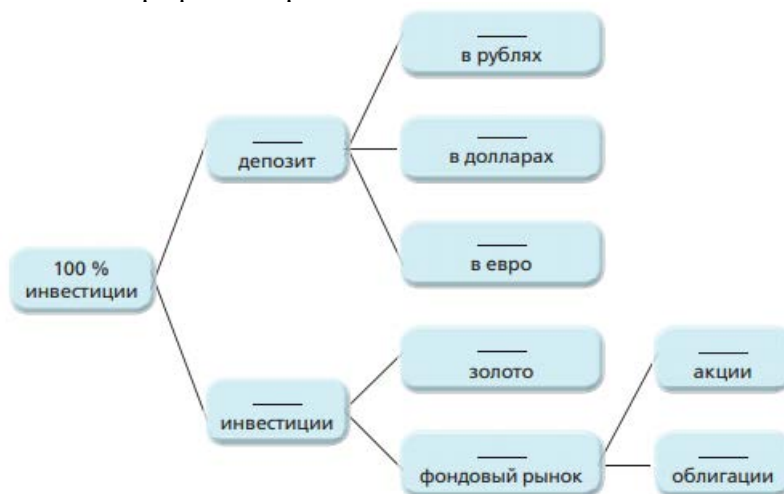 в рублях
депозит
в долларах
в евро
100 %
инвестиции
золото
акции
инвестиции
фондовый рынок
облигации